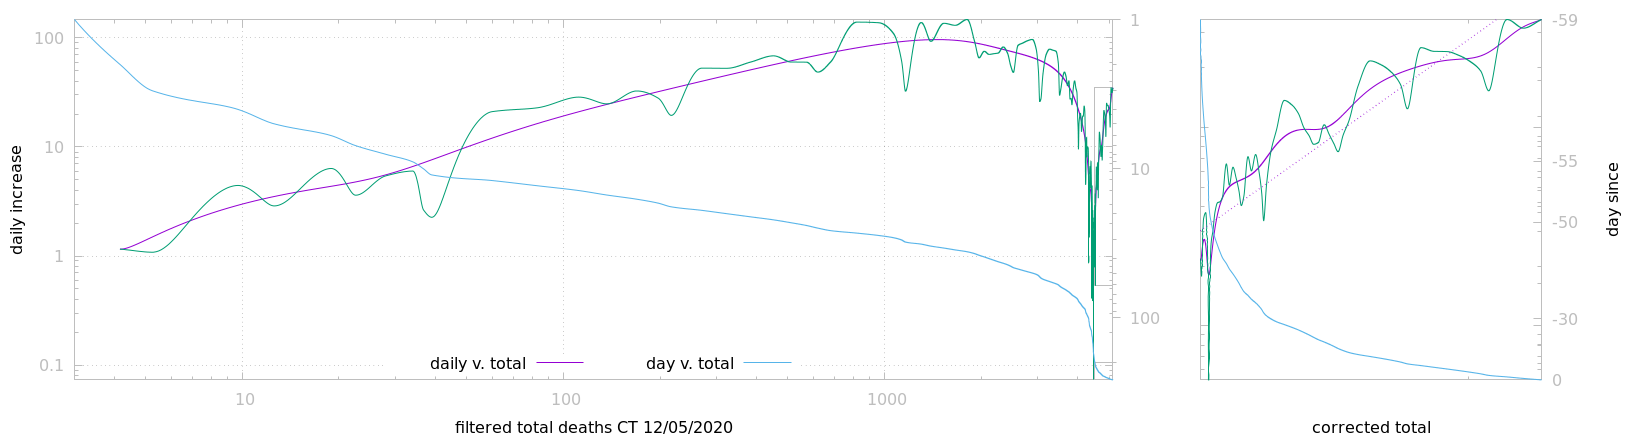 daily increase
100
10
1
0.1
10
100
1000
filtered total deaths CT 12/05/2020
daily v. total
day v. total
1
10
100
-59
-55
-50
-30
0
day since
corrected total